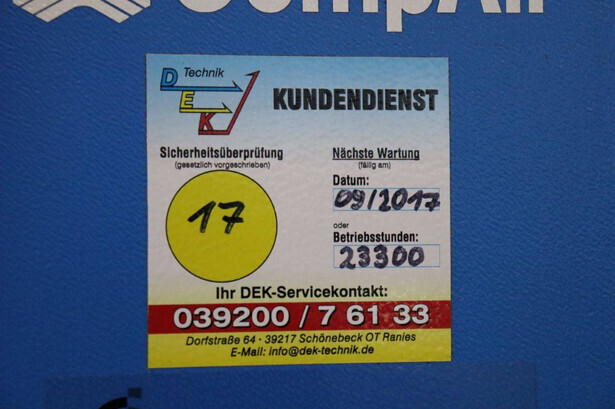 CompAir
Technik
DEK
KUNDENDIENST
Sicherheitsüberprüfung
(gesetzlich vorgeschrieben)
17
Nächste Wartung
(fällig am)
Datum:
09/2017
oder
Betriebsstunden:
23300
Ihr DEK-Servicekontakt:
039200 / 7 61 33
Dorfstraße 64 · 39217 Schönebeck OT Ranies
E-Mail: info@dek-technik.de